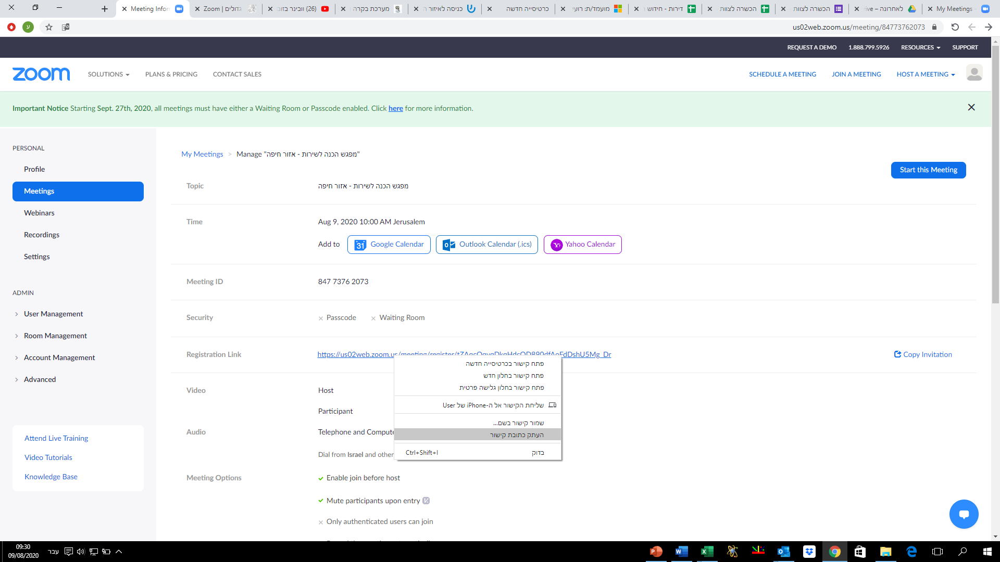 Meeting Infor
Zoom | גדולים
(26) וובינר בזום
מערכת בקרה
כניסה לאיזור ה
כרטיסייה חדשה
מועמד/ת: רועי
דירות - חידוש ר
הכשרה לצוות
הכשרה לצוות
לאחרונה – rive
My Meetings -
us02web.zoom.us/meeting/84773762073
ע
REQUEST A DEMO 1.888.799.5926 RESOURCES SUPPORT
zoom SOLUTIONS PLANS & PRICING CONTACT SALES SCHEDULE A MEETING JOIN A MEETING HOST A MEETING
Important Notice Starting Sept. 27th, 2020, all meetings must have either a Waiting Room or Passcode enabled. Click here for more information.
PERSONAL
Profile
Meetings
Webinars
Recordings
Settings
ADMIN
User Management
Room Management
Account Management
Advanced
Attend Live Training
Video Tutorials
Knowledge Base
My Meetings > Manage "מפגש הכנה לשירות - אזור חיפה"
Start this Meeting
Topic מפגש הכנה לשירות - אזור חיפה
Time Aug 9, 2020 10:00 AM Jerusalem
Add to 31 Google Calendar Outlook Calendar (.ics) Yahoo Calendar
Meeting ID 847 7376 2073
Security Passcode Waiting Room
Registration Link https://us02web.zoom.us/meeting/register/ Copy Invitation
פתח קישור בכרטיסייה חדשה
פתח קישור בחלון חדש
פתח קישור בחלון גלישה פרטית
שליחת הקישור אל ה-iPhone של User
שמור קישור בשם...
העתק כתובת קישור
בדוק Ctrl+Shift+I
Video Host
Participant
Audio Telephone and Compute
Dial from Israel and other
Meeting Options Enable join before host
Mute participants upon entry
Only authenticated users can join
09:30
09/08/2020
עבר